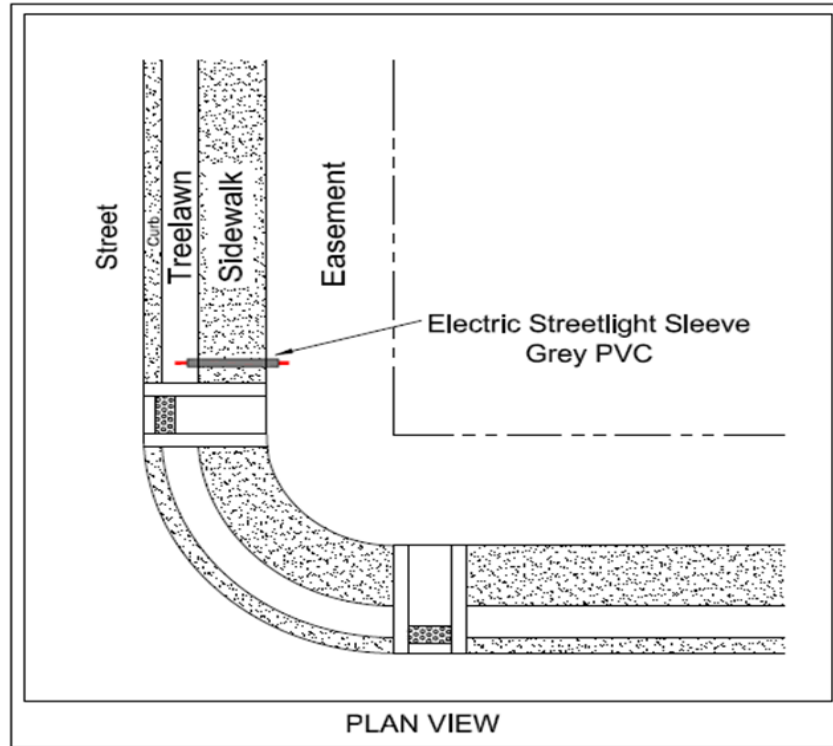 Street
Curb
Treelawn
Sidewalk
Easement
Electric Streetlight Sleeve
Grey PVC
PLAN VIEW